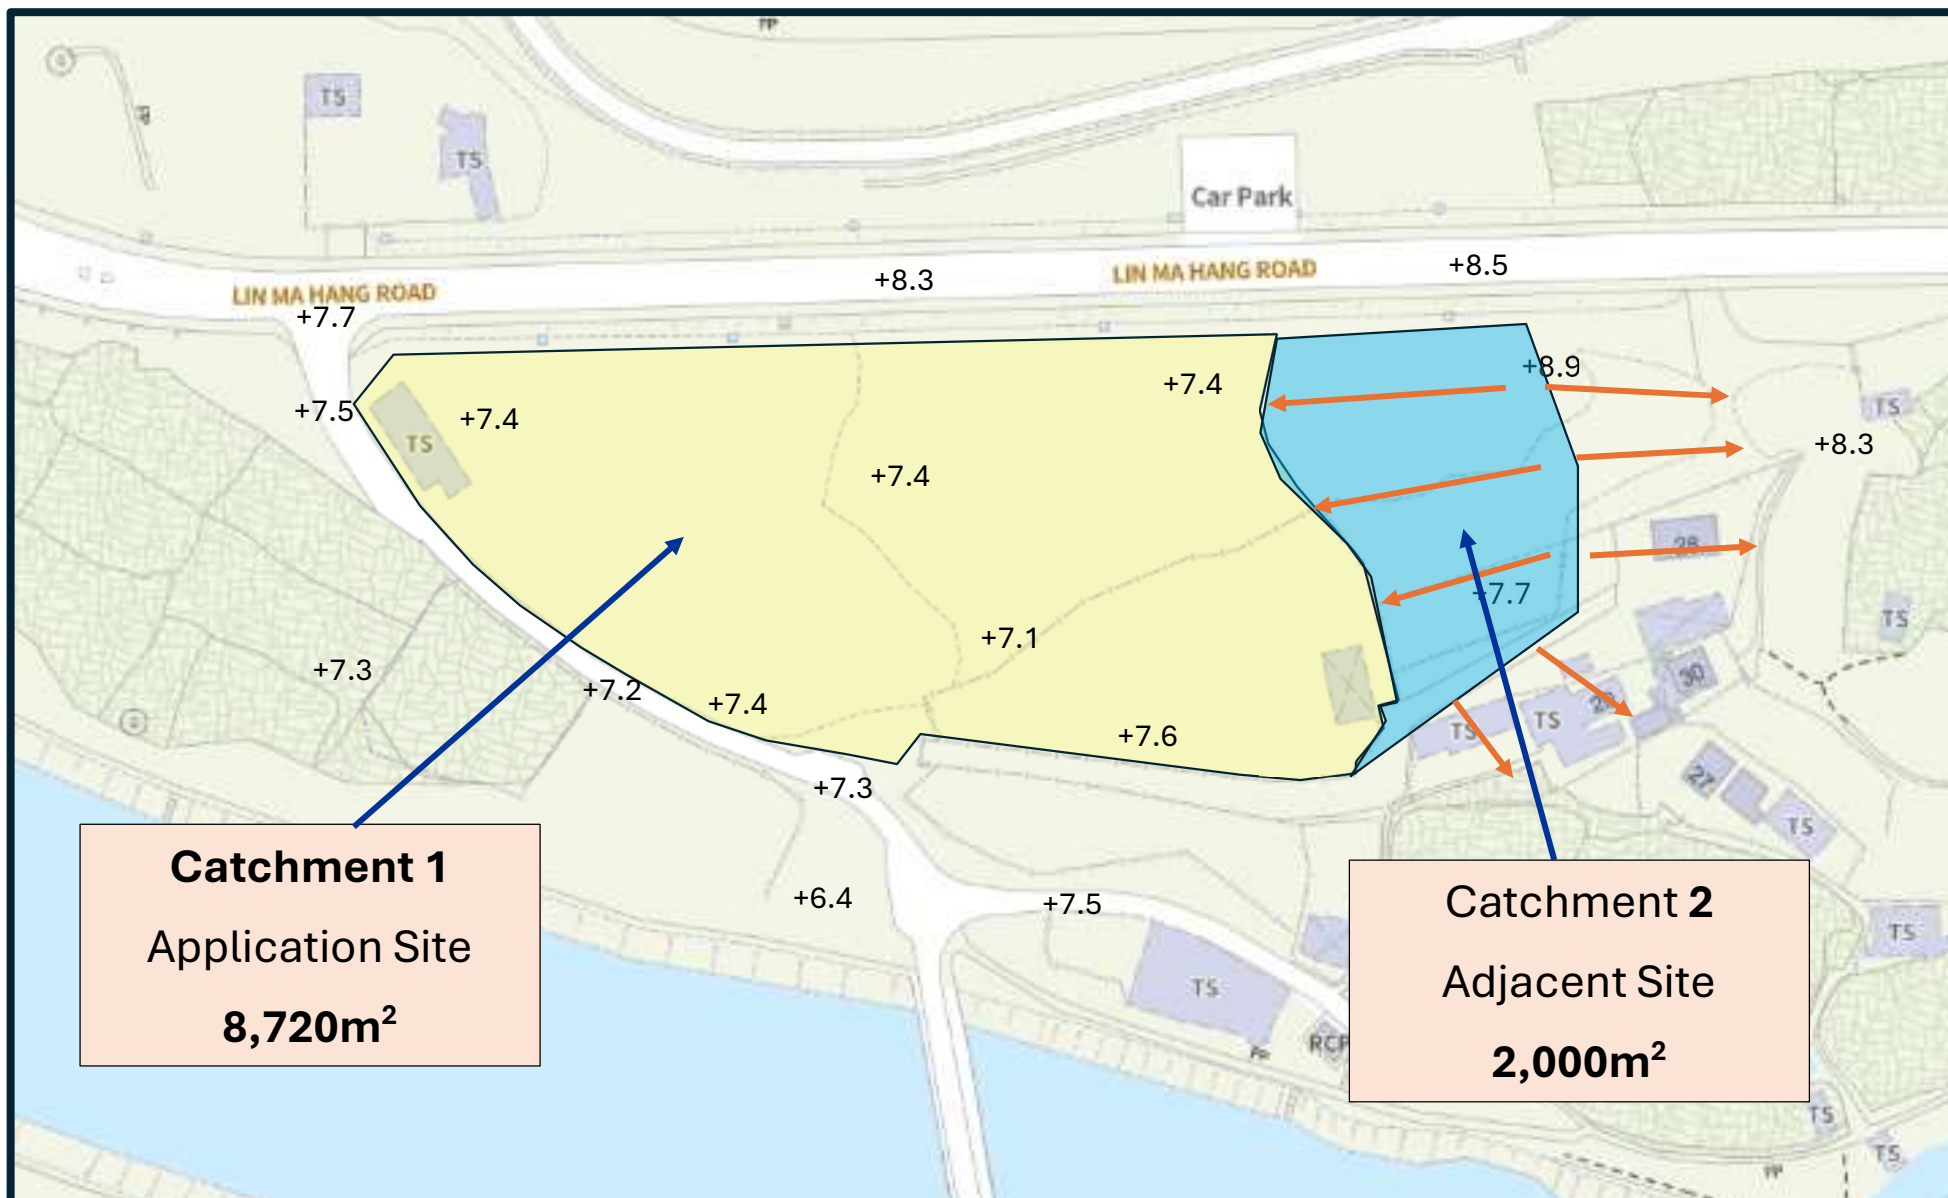 TS
TS
Car Park
+8.5
+8.3
LIN MA HANG ROAD
LIN MA HANG ROAD
+7.7
+8.9
+7.4
+7.5
+7.4
TS
TS
+8.3
+7.4
28
+7.7
TS
+7.1
+7.3
+7.2
+7.4
30
TS
TS
+7.6
27
+7.3
TS
Catchment 1
Application Site
8,720m²
+6.4
+7.5
Catchment 2
Adjacent Site
2,000m²
TS
TS
RCP
TS
TS